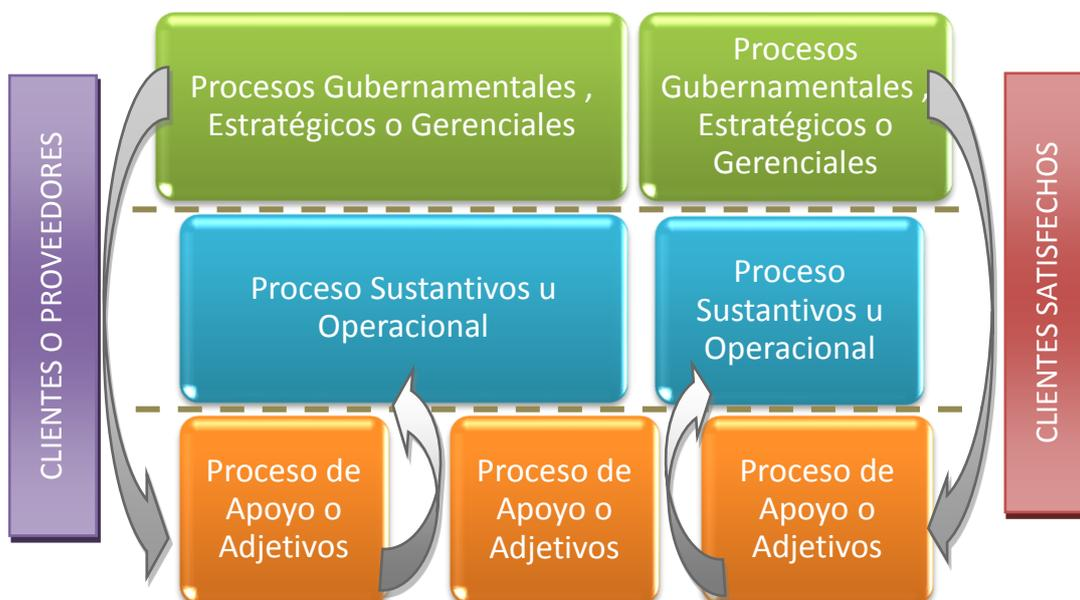 CLIENTES O PROVEEDORES
Procesos Gubernamentales ,
Estratégicos o Gerenciales
Procesos
Gubernamentales ,
Estratégicos o
Gerenciales
Proceso Sustantivos u
Operacional
Proceso
Sustantivos u
Operacional
Proceso de
Apoyo o
Adjetivos
Proceso de
Apoyo o
Adjetivos
Proceso de
Apoyo o
Adjetivos
CLIENTES SATISFECHOS